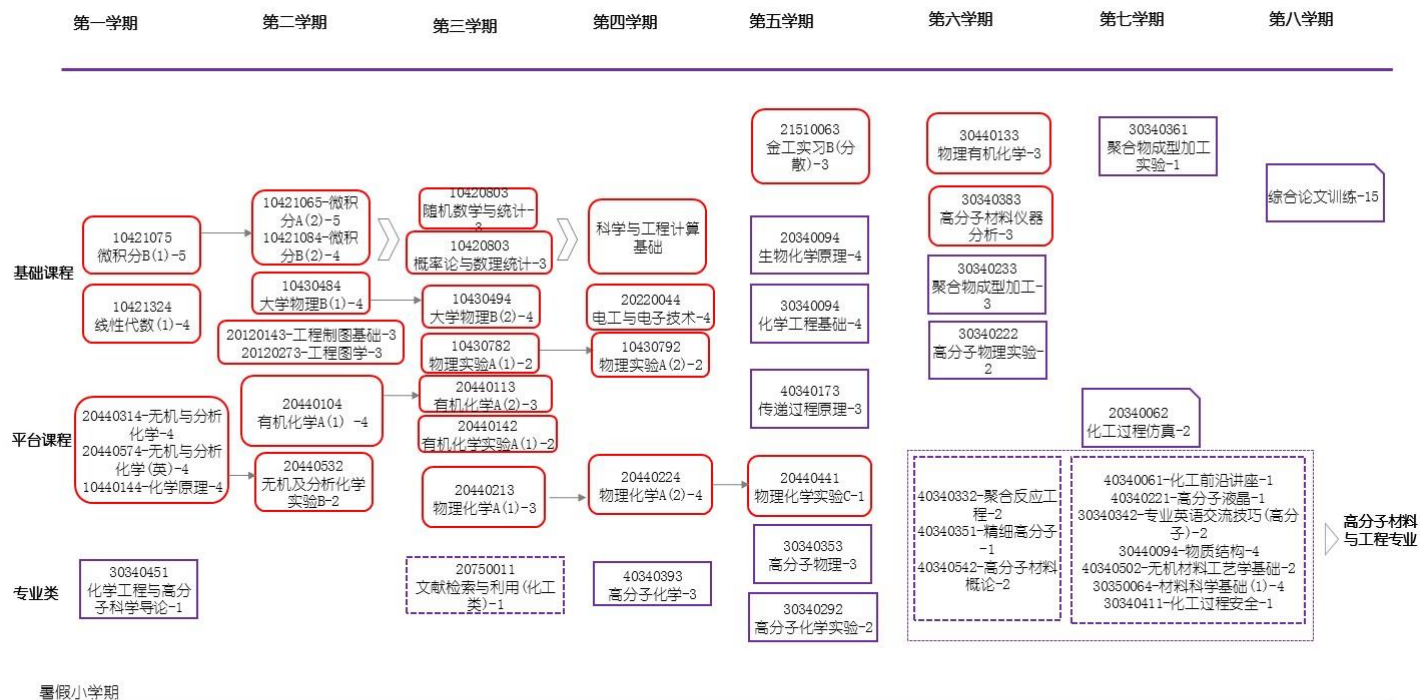 第一学期
第二学期
第三学期
第四学期
第五学期
第六学期
第七学期
第八学期
基础课程
平台课程
专业类
10421075
微积分B(1)-5
10421324
线性代数(1)-4
20440314-无机与分析
化学-4
20440574-无机与分析
化学(英)-4
10440144-化学原理-4
30340451
化学工程与高分
子科学导论-1
10421065-微积
分A(2)-5
10421084-微积
分B(2)-4
10430484
大学物理B(1)-4
20120143-工程制图基础-3
20120273-工程图学-3
20440104
有机化学A(1) -4
20440532
无机及分析化学
实验B-2
10420803
随机数学与统计-
3
10420803
概率论与数理统计-3
10430494
大学物理B(2)-4
10430782
物理实验A(1)-2
20440113
有机化学A(2)-3
20440142
有机化学实验A(1)-2
20440213
物理化学A(1)-3
20750011
文献检索与利用(化工
类)-1
科学与工程计算
基础
20220044
电工与电子技术-4
10430792
物理实验A(2)-2
20440224
物理化学A(2)-4
40340393
高分子化学-3
21510063
金工实习B(分
散)-3
20340094
生物化学原理-4
30340094
化学工程基础-4
40340173
传递过程原理-3
20440441
物理化学实验C-1
30340353
高分子物理-3
30340292
高分子化学实验-2
30440133
物理有机化学-3
30340383
高分子材料仪器
分析-3
30340233
聚合物成型加工-
3
30340222
高分子物理实验-
2
40340332-聚合反应工
程-2
40340351-精细高分子
-1
40340542-高分子材料
概论-2
30340361
聚合物成型加工
实验-1
20340062
化工过程仿真-2
40340061-化工前沿讲座-1
40340221-高分子液晶-1
30340342-专业英语交流技巧(高分
子)-2
30440094-物质结构-4
40340502-无机材料工艺学基础-2
30350064-材料科学基础(1)-4
30340411-化工过程安全-1
综合论文训练-15
高分子材料
与工程专业
暑假小学期